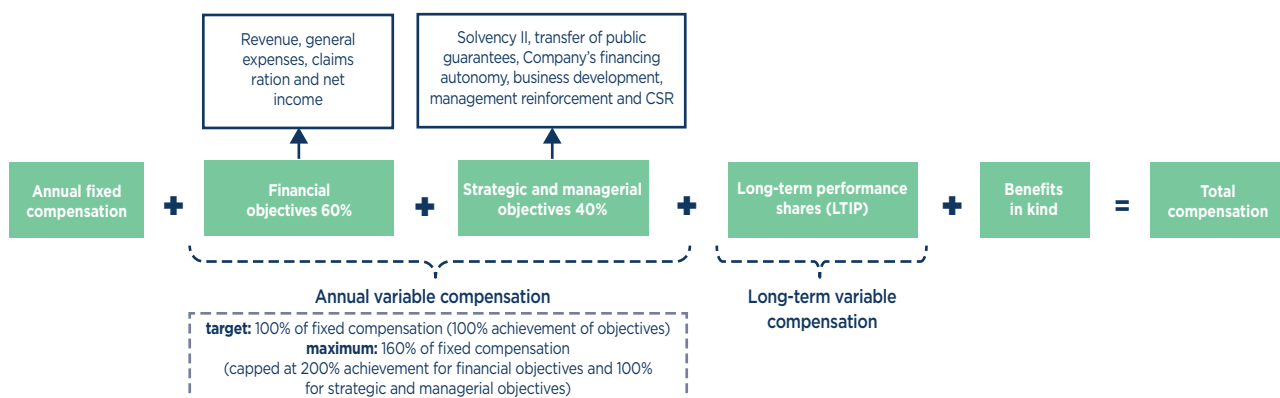 Revenue, general
expenses, claims
ration and net
income
Solvency II, transfer of public
guarantees, Company's financing
autonomy, business development,
management reinforcement and CSR
Annual fixed
compensation
+
Financial
objectives 60%
+
Strategic and managerial
objectives 40%
+
Long-term performance
shares (LTIP)
+
Benefits
in kind
=
Total
compensation
Annual variable compensation
target: 100% of fixed compensation (100% achievement of objectives)
maximum: 160% of fixed compensation
(capped at 200% achievement for financial objectives and 100%
for strategic and managerial objectives)
Long-term variable
compensation